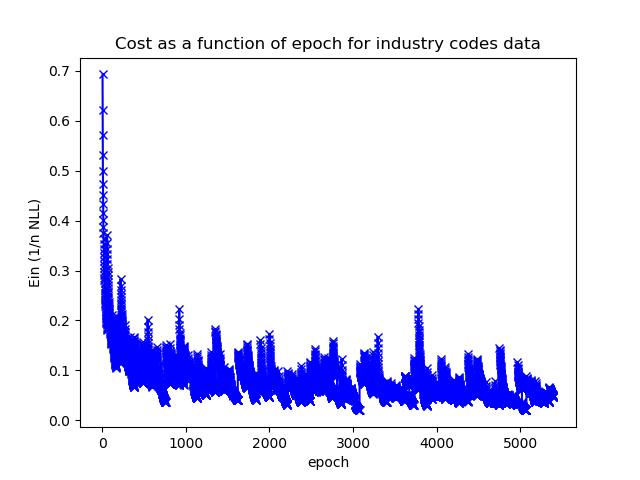 Cost as a function of epoch for industry codes data
0.7
0.6
0.5
0.4
0.3
0.2
0.1
0.0
Ein (1/n NLL)
0 1000 2000 3000 4000 5000
epoch